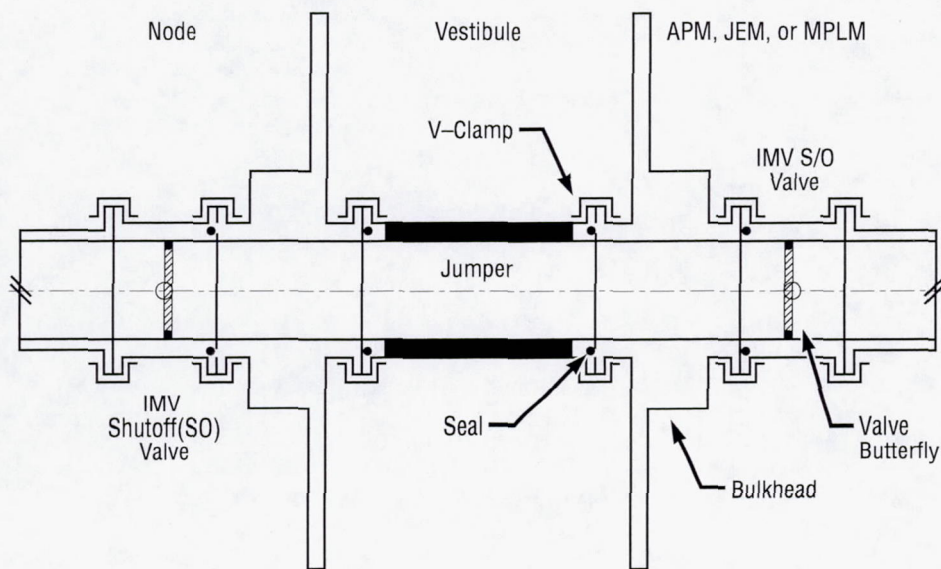 Node
Vestibule
APM, JEM, or MPLM
V–Clamp
IMV S/O
Valve
Jumper
IMV
Shutoff(SO)
Valve
Seal
Valve
Butterfly
Bulkhead